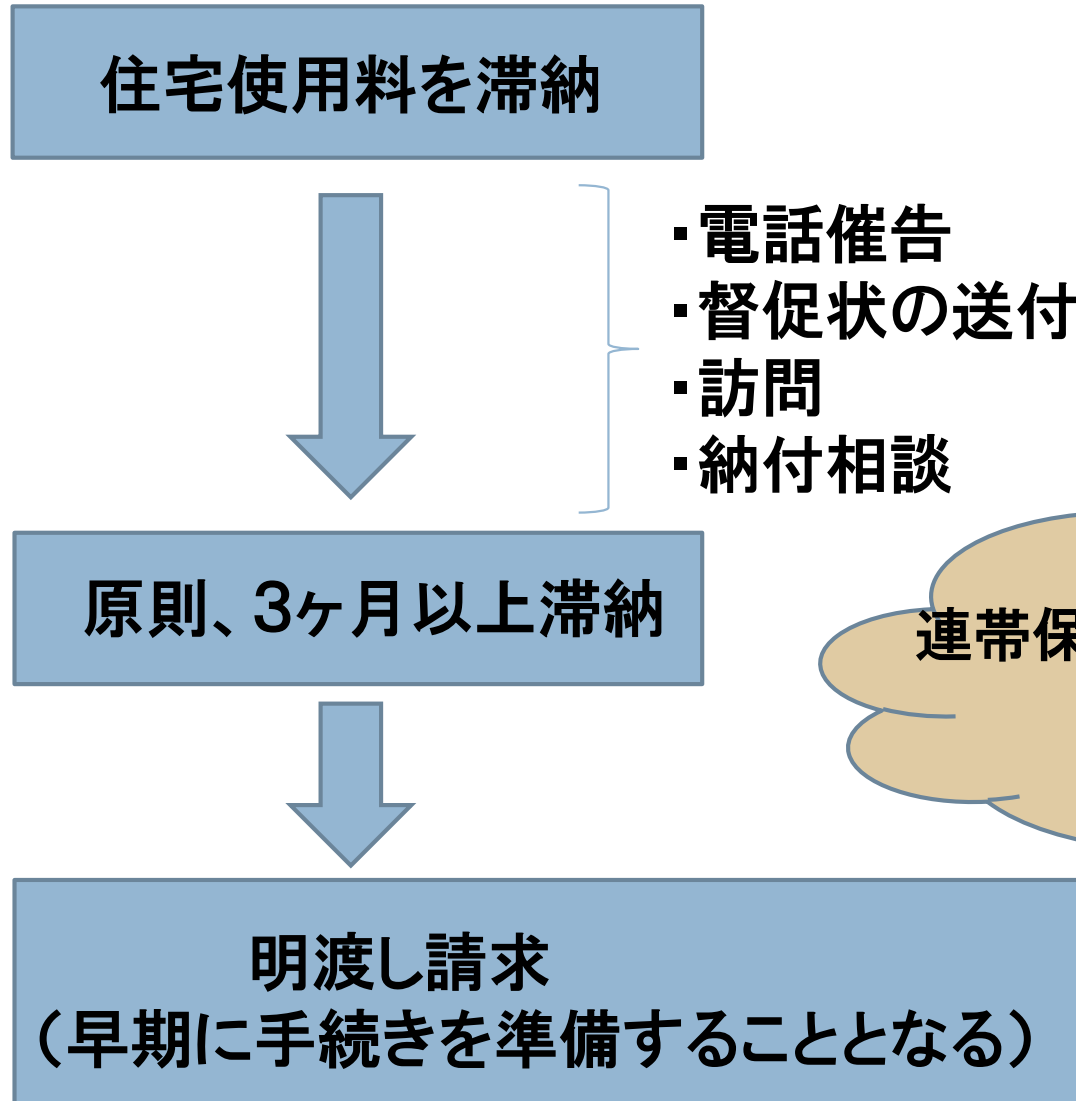 住宅使用料を滞納
・電話催告
・督促状の送付
・訪問
・納付相談
原則、3ヶ月以上滞納
連帯保
明渡し請求
（早期に手続きを準備することとなる）